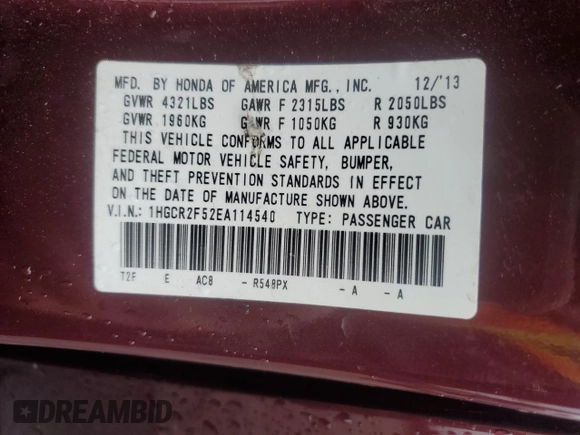 MFD. BY HONDA OF AMERICA MFG., INC. 12/'13
GVWR 4321LBS GAWR F 2315LBS R 2050LBS
GVWR 1960KG GAWR F 1050KG R 930KG
THIS VEHICLE CONFORMS TO ALL APPLICABLE
FEDERAL MOTOR VEHICLE SAFETY, BUMPER,
AND THEFT PREVENTION STANDARDS IN EFFECT
ON THE DATE OF MANUFACTURE SHOWN ABOVE.
V.I.N.: 1HGCR2F52EA114540 TYPE: PASSENGER CAR
T2F E ACB - R548PX - A - A
DREAMBID